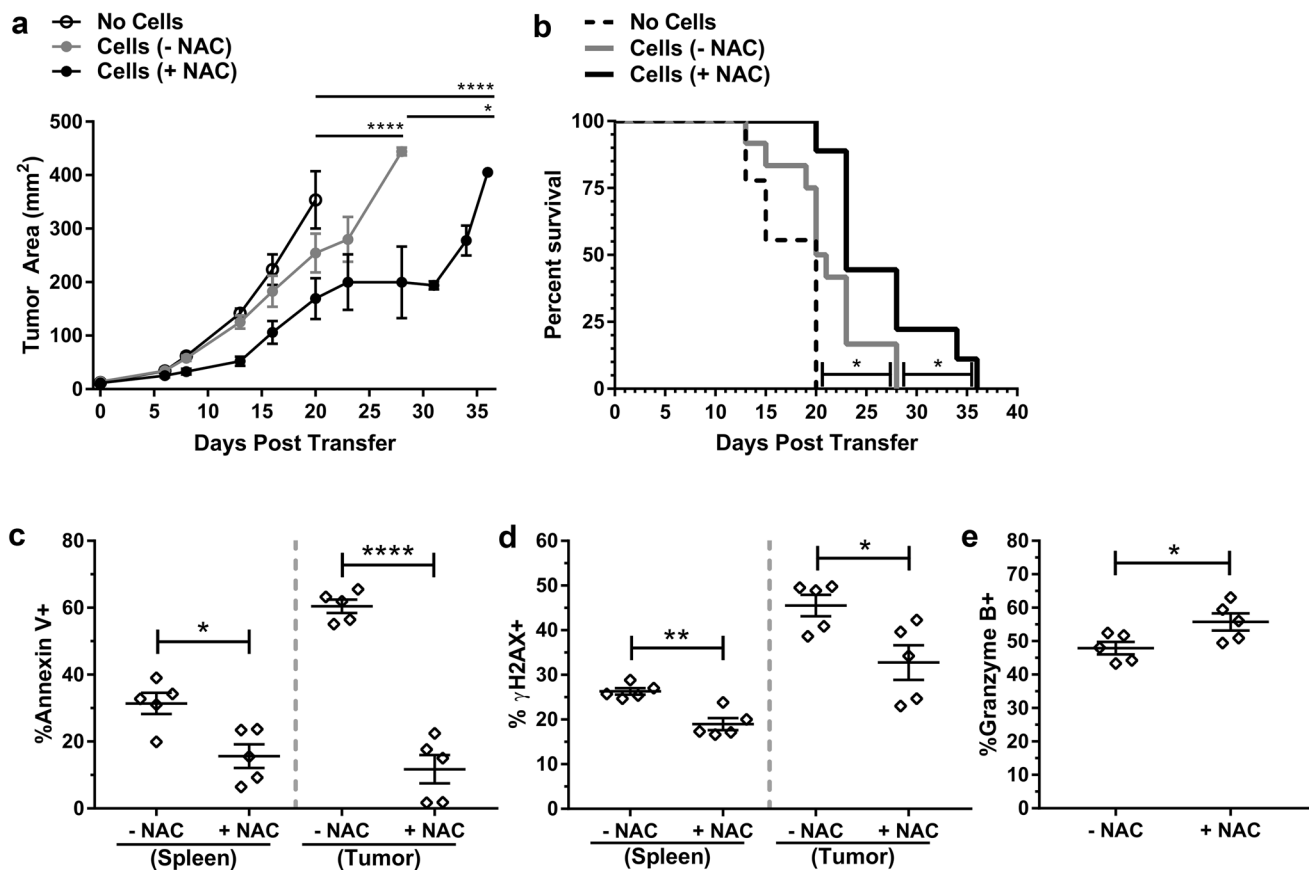 a
No Cells
Cells (- NAC)
Cells (+ NAC)
****
*
****
500
400
300
200
100
0
Tumor Area (mm²)
0 5 10 15 20 25 30 35
Days Post Transfer
b
No Cells
Cells (- NAC)
Cells (+ NAC)
100
75
50
25
0
Percent survival
* *
0 5 10 15 20 25 30 35 40
Days Post Transfer
c
80
60
40
20
0
%Annexin V+
* ****
- NAC + NAC - NAC + NAC
(Spleen) (Tumor)
d
60
50
40
30
20
10
0
% γH2AX+
** *
- NAC + NAC - NAC + NAC
(Spleen) (Tumor)
e
80
70
60
50
40
30
20
10
0
%Granzyme B+
*
- NAC + NAC